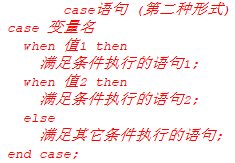 case语句 (第二种形式)
case 变量名
when 值1 then
满足条件执行的语句1;
when 值2 then
满足条件执行的语句2;
else
满足其它条件执行的语句;
end case;